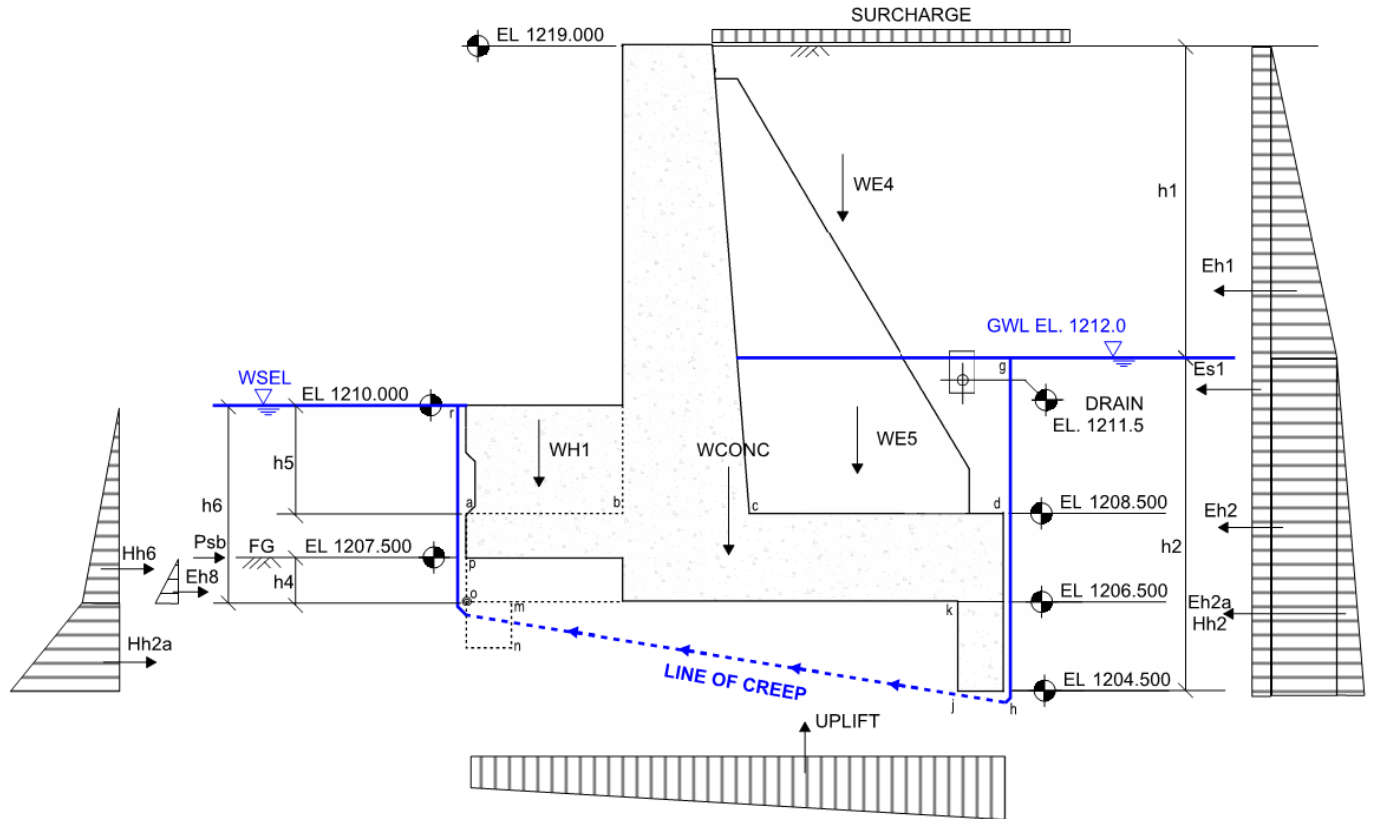 SURCHARGE
EL 1219.000
h1
WE4
Eh1
GWL EL. 1212.0
g
Es1
WSEL
EL 1210.000
r
DRAIN
EL. 1211.5
h5
WH1
WCONC
WE5
h6
a
b
c
d
EL 1208.500
Eh2
Psb
FG
EL 1207.500
h2
Hh6
p
h4
Eh8
o
m
k
EL 1206.500
Eh2a
Hh2
n
Hh2a
LINE OF CREEP
EL 1204.500
j
h
UPLIFT